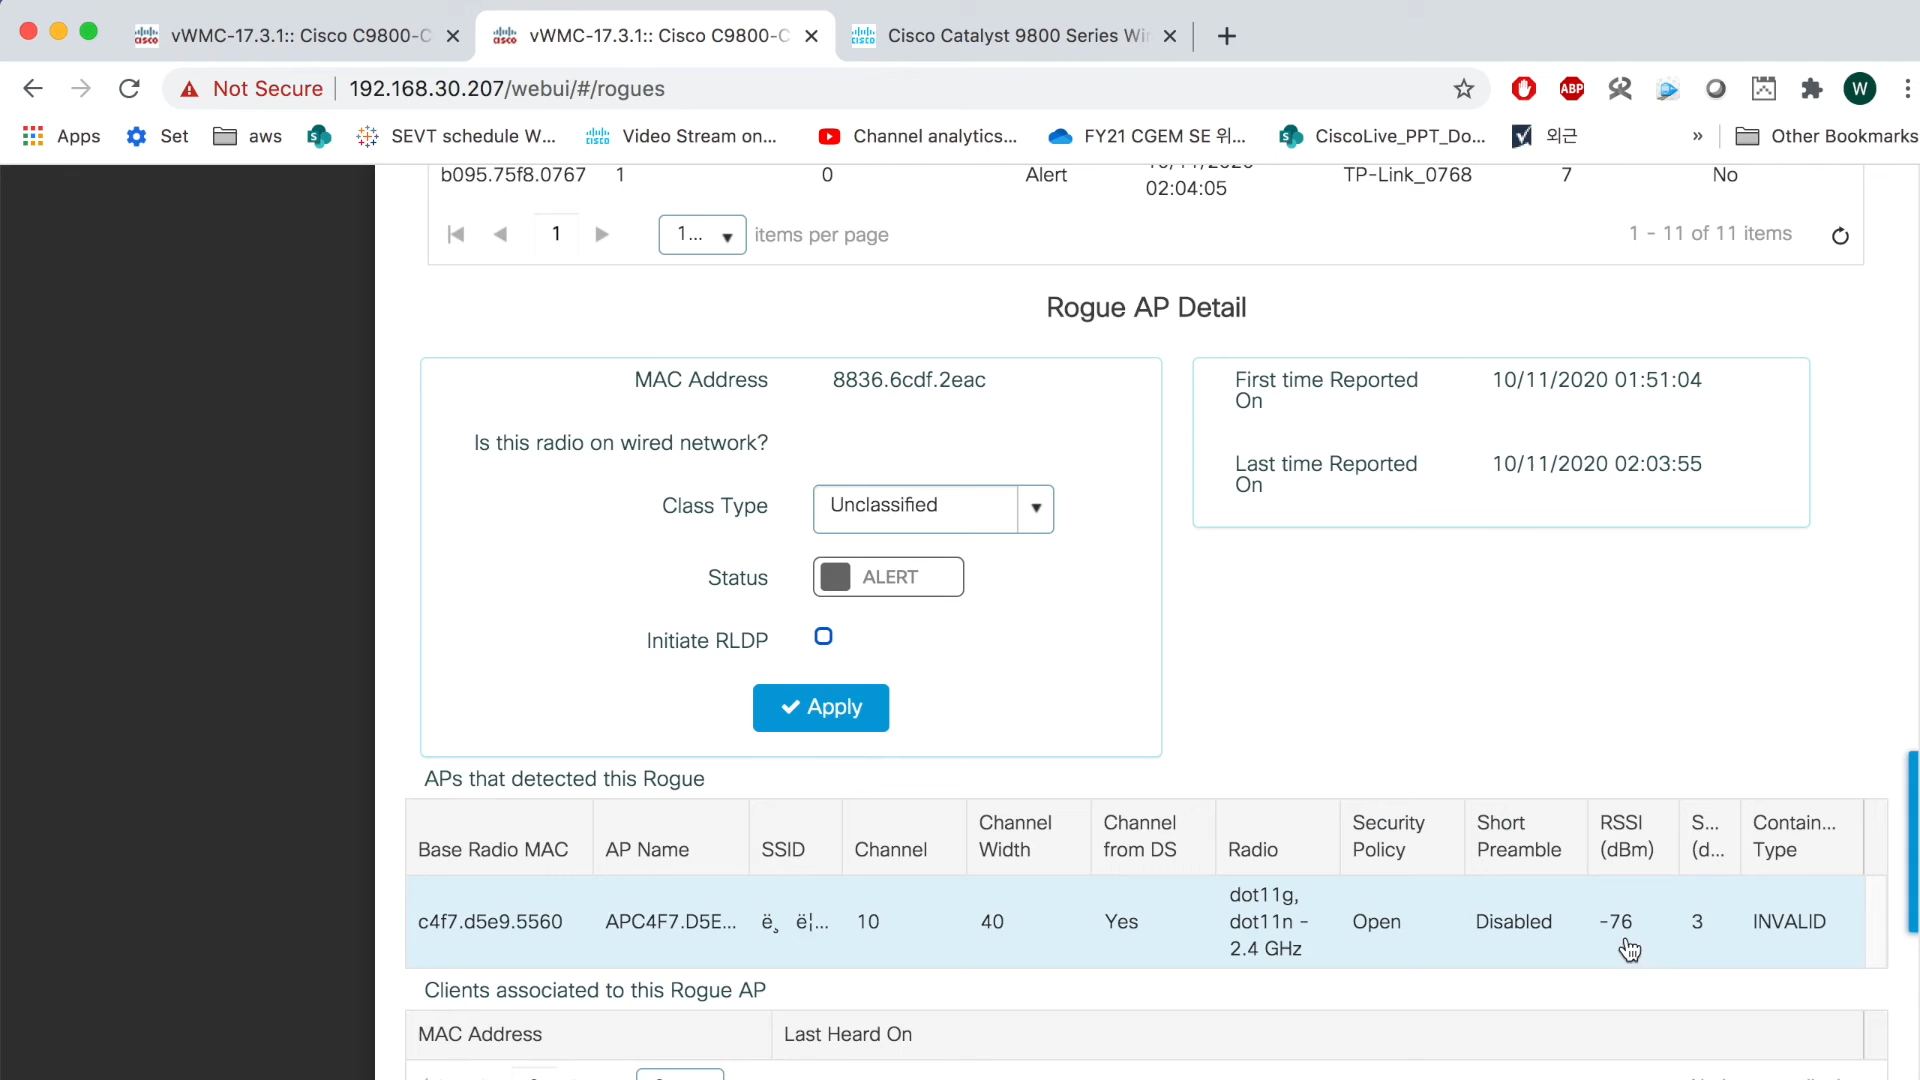 vWMC-17.3.1:: Cisco C9800-C
vWMC-17.3.1:: Cisco C9800-C
Cisco Catalyst 9800 Series Wir
Not Secure 192.168.30.207/webui/#/rogues
ABP
W
Apps Set aws SEVT schedule W... Video Stream on... Channel analytics... FY21 CGEM SE 위... CiscoLive_PPT_Do... 외근 » Other Bookmarks
b095.75f8.0767 1 0 Alert 02:04:05 TP-Link_0768 7 No
1 1... items per page 1 - 11 of 11 items
Rogue AP Detail
MAC Address 8836.6cdf.2eac
Is this radio on wired network?
Class Type Unclassified
Status ALERT
Initiate RLDP
Apply
First time Reported On 10/11/2020 01:51:04
Last time Reported On 10/11/2020 02:03:55
APs that detected this Rogue
Base Radio MAC AP Name SSID Channel Channel Width Channel from DS Radio Security Policy Short Preamble RSSI (dBm) S... (d... Contain... Type
c4f7.d5e9.5560 APC4F7.D5E... ë¸ ë¦... 10 40 Yes dot11g, dot11n - 2.4 GHz Open Disabled -76 3 INVALID
Clients associated to this Rogue AP
MAC Address Last Heard On